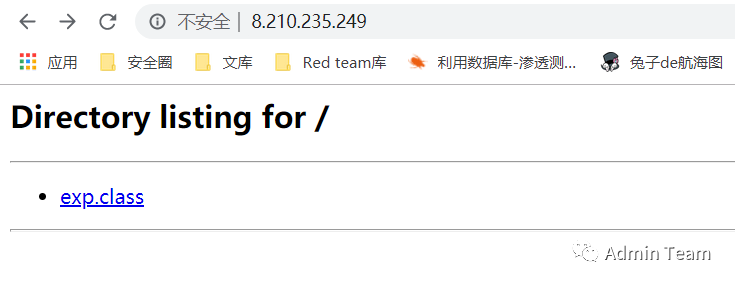 不安全 | 8.210.235.249
应用 安全圈 文库 Red team库 利用数据库-渗透测... 兔子de航海图
Directory listing for /
exp.class
Admin Team